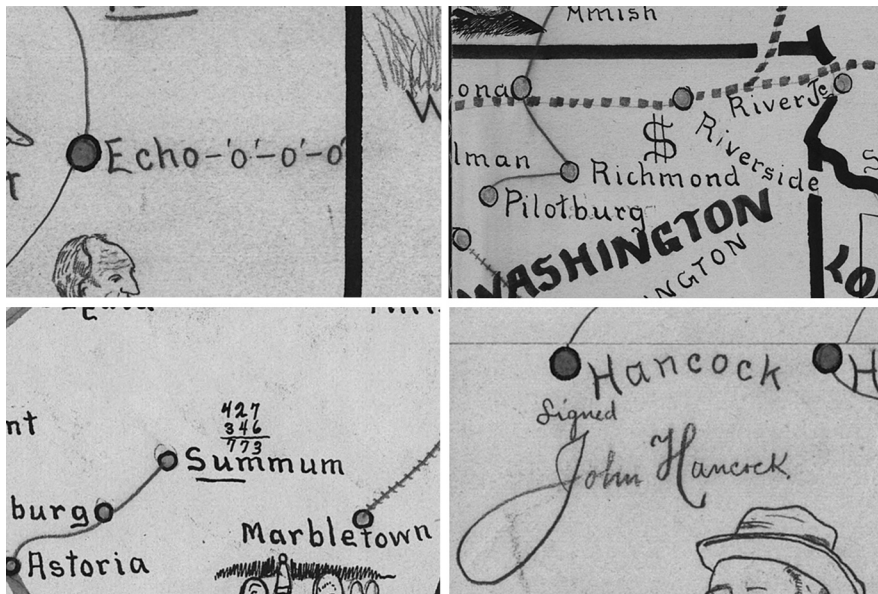 Echo-'o'-o'-o'
Mmish
ona
River Jc
$
Riverside
lman
Richmond
Pilotburg
WASHINGTON
NGTON
427
346
773
nt
Summum
burg
Marbletown
Astoria
Hancock
H
Signed
John Hancock